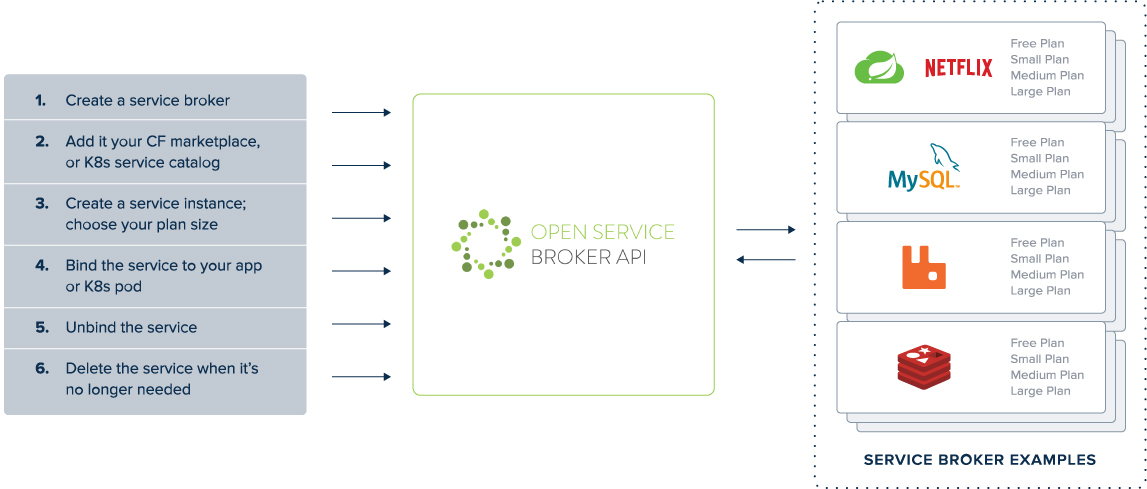 1. Create a service broker
2. Add it your CF marketplace,
or K8s service catalog
3. Create a service instance;
choose your plan size
4. Bind the service to your app
or K8s pod
5. Unbind the service
6. Delete the service when it’s
no longer needed
OPEN SERVICE
BROKER API
NETFLIX
Free Plan
Small Plan
Medium Plan
Large Plan
MySQL™
Free Plan
Small Plan
Medium Plan
Large Plan
Free Plan
Small Plan
Medium Plan
Large Plan
Free Plan
Small Plan
Medium Plan
Large Plan
SERVICE BROKER EXAMPLES